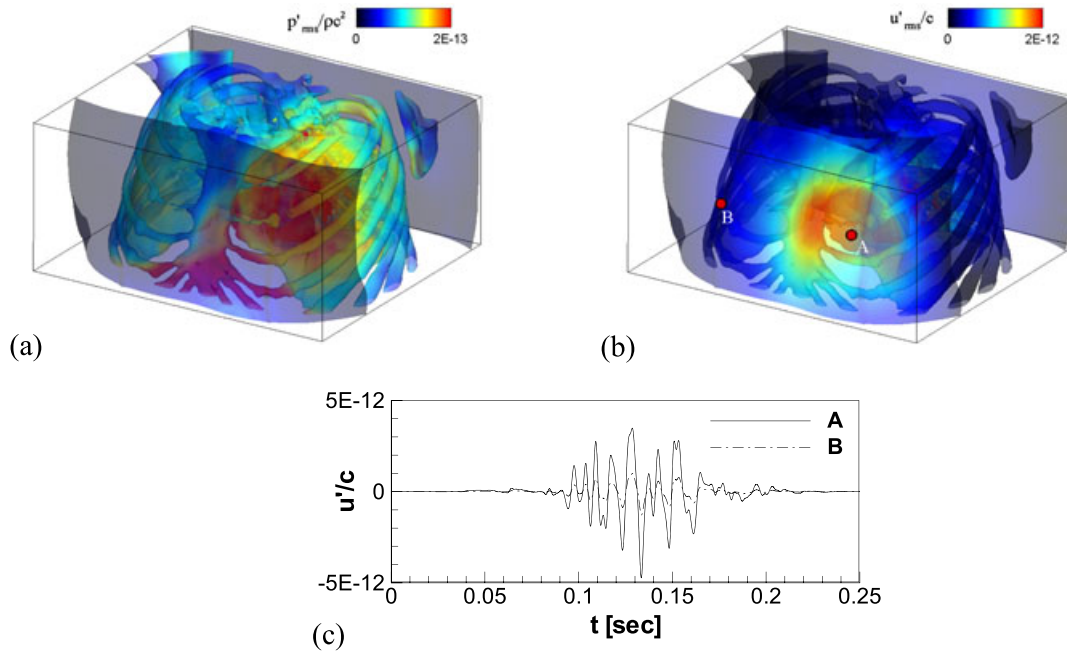 p'rms/ρc²
0 2E-13
u'rms/c
0 2E-12
B
A
(a)
(b)
5E-12
0
-5E-12
u'/c
A
B
0 0.05 0.1 0.15 0.2 0.25
t [sec]
(c)